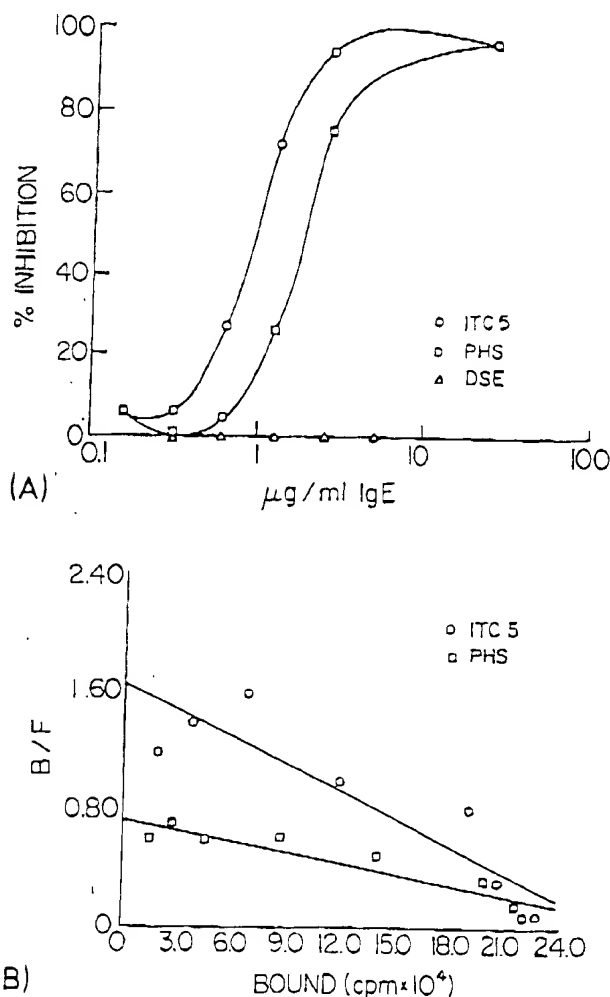 100
80
60
40
20
0
% INHIBITION
ITC 5
PHS
DSE
0.1 1 10 100
(A)
μg/ml IgE
2.40
1.60
0.80
0
B/F
ITC 5
PHS
0 3.0 6.0 9.0 12.0 15.0 18.0 21.0 24.0
B)
BOUND (cpm×10⁴)